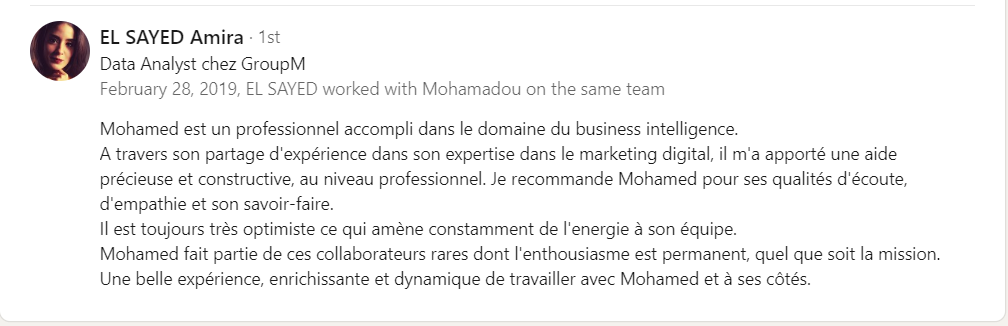 EL SAYED Amira · 1st
Data Analyst chez GroupM
February 28, 2019, EL SAYED worked with Mohamadou on the same team
Mohamed est un professionnel accompli dans le domaine du business intelligence.
A travers son partage d'expérience dans son expertise dans le marketing digital, il m'a apporté une aide
précieuse et constructive, au niveau professionnel. Je recommande Mohamed pour ses qualités d'écoute,
d'empathie et son savoir-faire.
Il est toujours très optimiste ce qui amène constamment de l'energie à son équipe.
Mohamed fait partie de ces collaborateurs rares dont l'enthousiasme est permanent, quel que soit la mission.
Une belle expérience, enrichissante et dynamique de travailler avec Mohamed et à ses côtés.